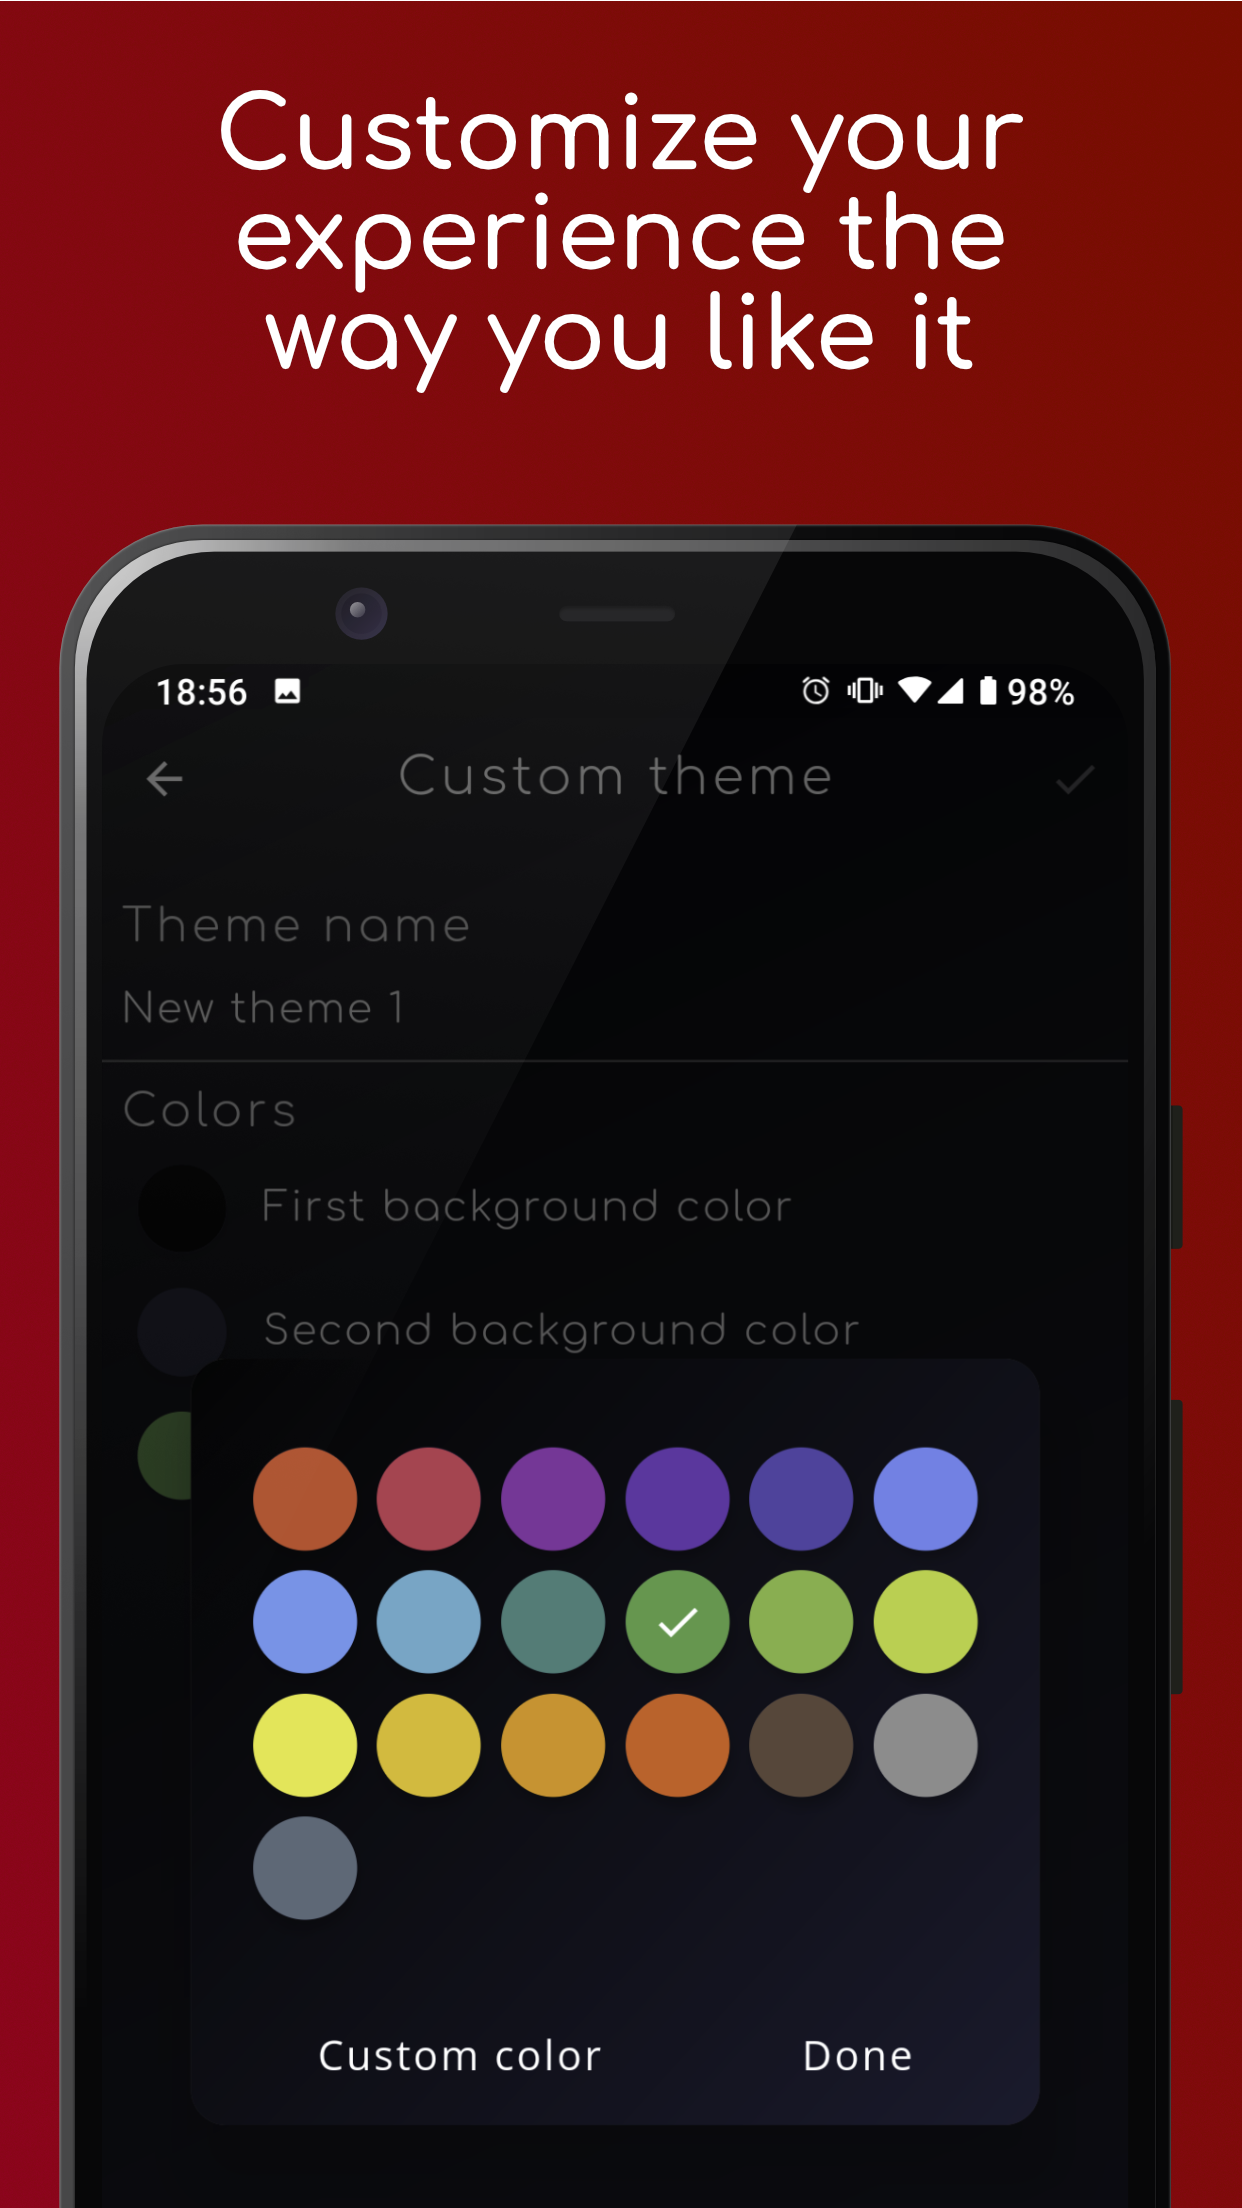 Customize your
experience the
way you like it
18:56 98%
Custom theme
Theme name
New theme 1
Colors
First background color
Second background color
Custom color Done